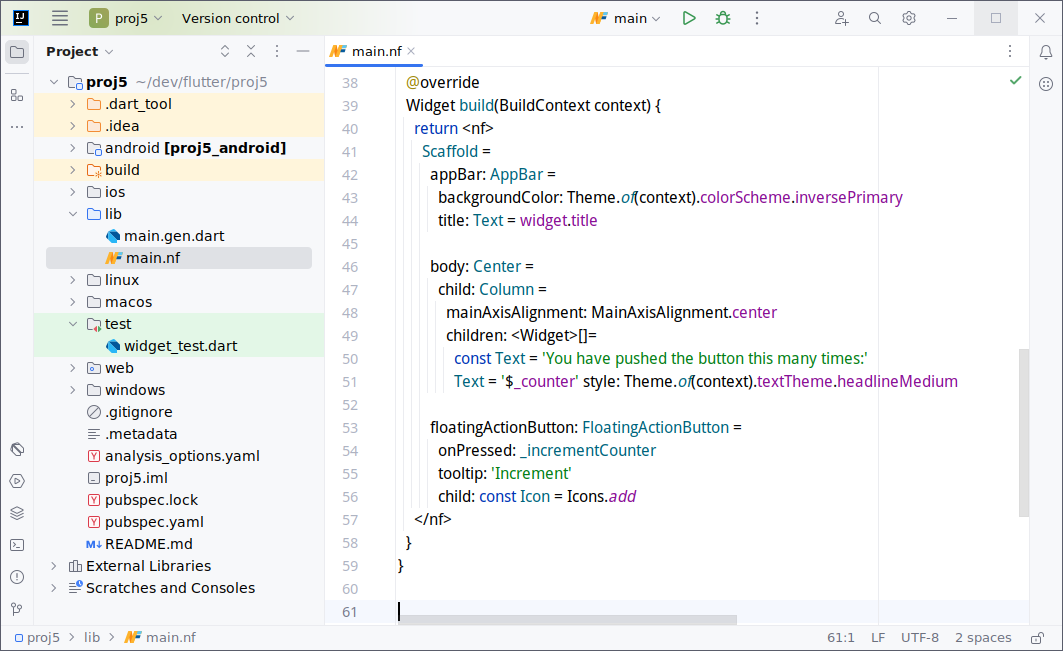 IJ P proj5 Version control NF main
Project
NF main.nf
proj5 ~/dev/flutter/proj5
.dart_tool
.idea
android [proj5_android]
build
ios
lib
main.gen.dart
NF main.nf
linux
macos
test
widget_test.dart
web
windows
.gitignore
.metadata
Y analysis_options.yaml
proj5.iml
Y pubspec.lock
Y pubspec.yaml
M↓ README.md
External Libraries
Scratches and Consoles
38 @override
39 Widget build(BuildContext context) {
40 return <nf>
41 Scaffold =
42 appBar: AppBar =
43 backgroundColor: Theme.of(context).colorScheme.inversePrimary
44 title: Text = widget.title
45
46 body: Center =
47 child: Column =
48 mainAxisAlignment: MainAxisAlignment.center
49 children: <Widget>[]=
50 const Text = 'You have pushed the button this many times:'
51 Text = '$_counter' style: Theme.of(context).textTheme.headlineMedium
52
53 floatingActionButton: FloatingActionButton =
54 onPressed: _incrementCounter
55 tooltip: 'Increment'
56 child: const Icon = Icons.add
57 </nf>
58 }
59 }
60
61
proj5 > lib > NF main.nf 61:1 LF UTF-8 2 spaces